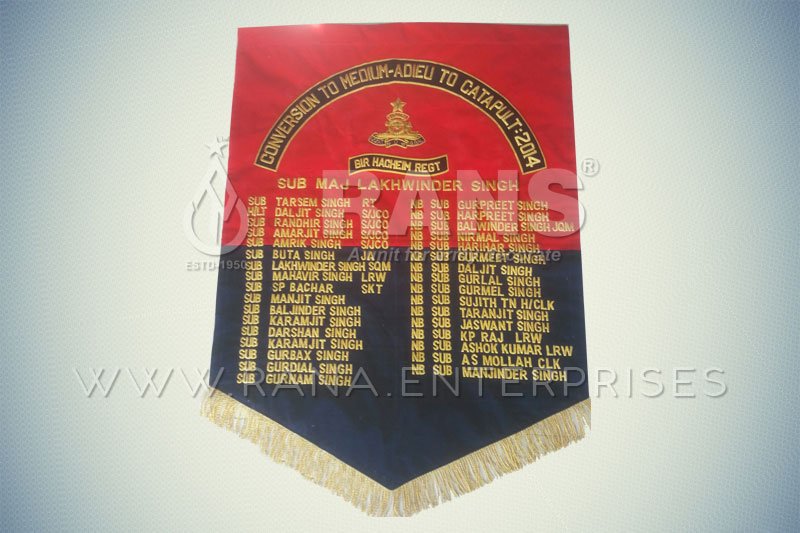 CONVERSION TO MEDIUM-ADIEU TO CATAPULT:2014
BIR HACHEIM REGT
SUB MAJ LAKHWINDER SINGH
SUB TARSEM SINGH RT
H/LT DALJIT SINGH S/JCO
SUB RANDHIR SINGH S/JCO
SUB AMARJIT SINGH S/JCO
SUB AMRIK SINGH S/JCO
SUB BUTA SINGH JA
SUB LAKHWINDER SINGH SQM
SUB MAHAVIR SINGH LRW
SUB SP BACHAR SKT
SUB MANJIT SINGH
SUB BALJINDER SINGH
SUB KARAMJIT SINGH
SUB DARSHAN SINGH
SUB KARAMJIT SINGH
SUB GURBAX SINGH
SUB GURDIAL SINGH
SUB GURNAM SINGH
NB SUB GURPREET SINGH
NB SUB HARPREET SINGH
NB SUB BALWINDER SINGH JQM
NB SUB NIRMAL SINGH
NB SUB HARIHAR SINGH
NB SUB GURMEET SINGH
NB SUB DALJIT SINGH
NB SUB GURLAL SINGH
NB SUB GURMEL SINGH
NB SUB SUJITH TN H/CLK
NB SUB TARANJIT SINGH
NB SUB JASWANT SINGH
NB SUB KP RAJ LRW
NB SUB ASHOK KUMAR LRW
NB SUB AS MOLLAH CLK
NB SUB MANJINDER SINGH
RANS®
ESTD-1950
WWW.RANA.ENTERPRISES